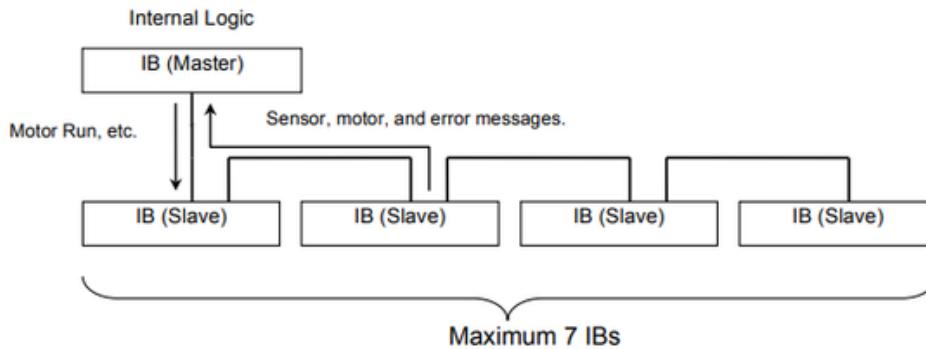 Internal Logic
IB (Master)
Motor Run, etc.
Sensor, motor, and error messages.
IB (Slave)
IB (Slave)
IB (Slave)
IB (Slave)
Maximum 7 IBs